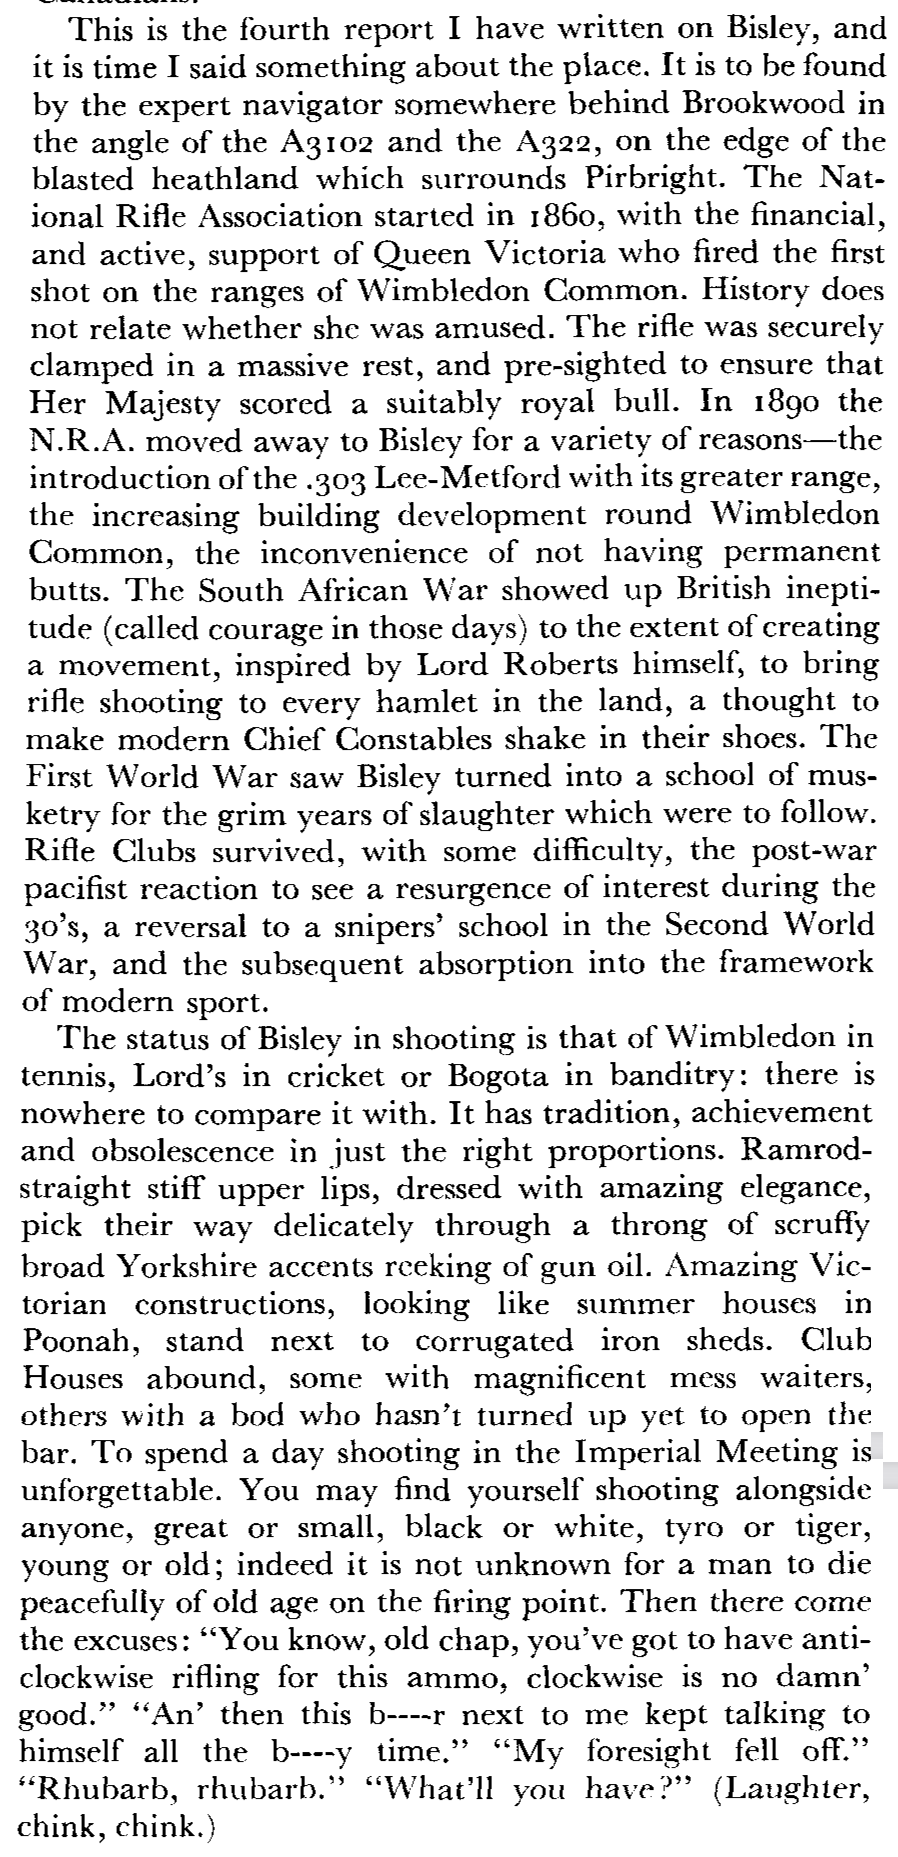 Canadians.
This is the fourth report I have written on Bisley, and
it is time I said something about the place. It is to be found
by the expert navigator somewhere behind Brookwood in
the angle of the A3102 and the A322, on the edge of the
blasted heathland which surrounds Pirbright. The Nat-
ional Rifle Association started in 1860, with the financial,
and active, support of Queen Victoria who fired the first
shot on the ranges of Wimbledon Common. History does
not relate whether she was amused. The rifle was securely
clamped in a massive rest, and pre-sighted to ensure that
Her Majesty scored a suitably royal bull. In 1890 the
N.R.A. moved away to Bisley for a variety of reasons—the
introduction of the .303 Lee-Metford with its greater range,
the increasing building development round Wimbledon
Common, the inconvenience of not having permanent
butts. The South African War showed up British inepti-
tude (called courage in those days) to the extent of creating
a movement, inspired by Lord Roberts himself, to bring
rifle shooting to every hamlet in the land, a thought to
make modern Chief Constables shake in their shoes. The
First World War saw Bisley turned into a school of mus-
ketry for the grim years of slaughter which were to follow.
Rifle Clubs survived, with some difficulty, the post-war
pacifist reaction to see a resurgence of interest during the
30's, a reversal to a snipers' school in the Second World
War, and the subsequent absorption into the framework
of modern sport.
The status of Bisley in shooting is that of Wimbledon in
tennis, Lord's in cricket or Bogota in banditry: there is
nowhere to compare it with. It has tradition, achievement
and obsolescence in just the right proportions. Ramrod-
straight stiff upper lips, dressed with amazing elegance,
pick their way delicately through a throng of scruffy
broad Yorkshire accents reeking of gun oil. Amazing Vic-
torian constructions, looking like summer houses in
Poonah, stand next to corrugated iron sheds. Club
Houses abound, some with magnificent mess waiters,
others with a bod who hasn't turned up yet to open the
bar. To spend a day shooting in the Imperial Meeting is
unforgettable. You may find yourself shooting alongside
anyone, great or small, black or white, tyro or tiger,
young or old; indeed it is not unknown for a man to die
peacefully of old age on the firing point. Then there come
the excuses: "You know, old chap, you've got to have anti-
clockwise rifling for this ammo, clockwise is no damn'
good." "An' then this b----r next to me kept talking to
himself all the b----y time." "My foresight fell off."
"Rhubarb, rhubarb." "What'll you have?" (Laughter,
chink, chink.)